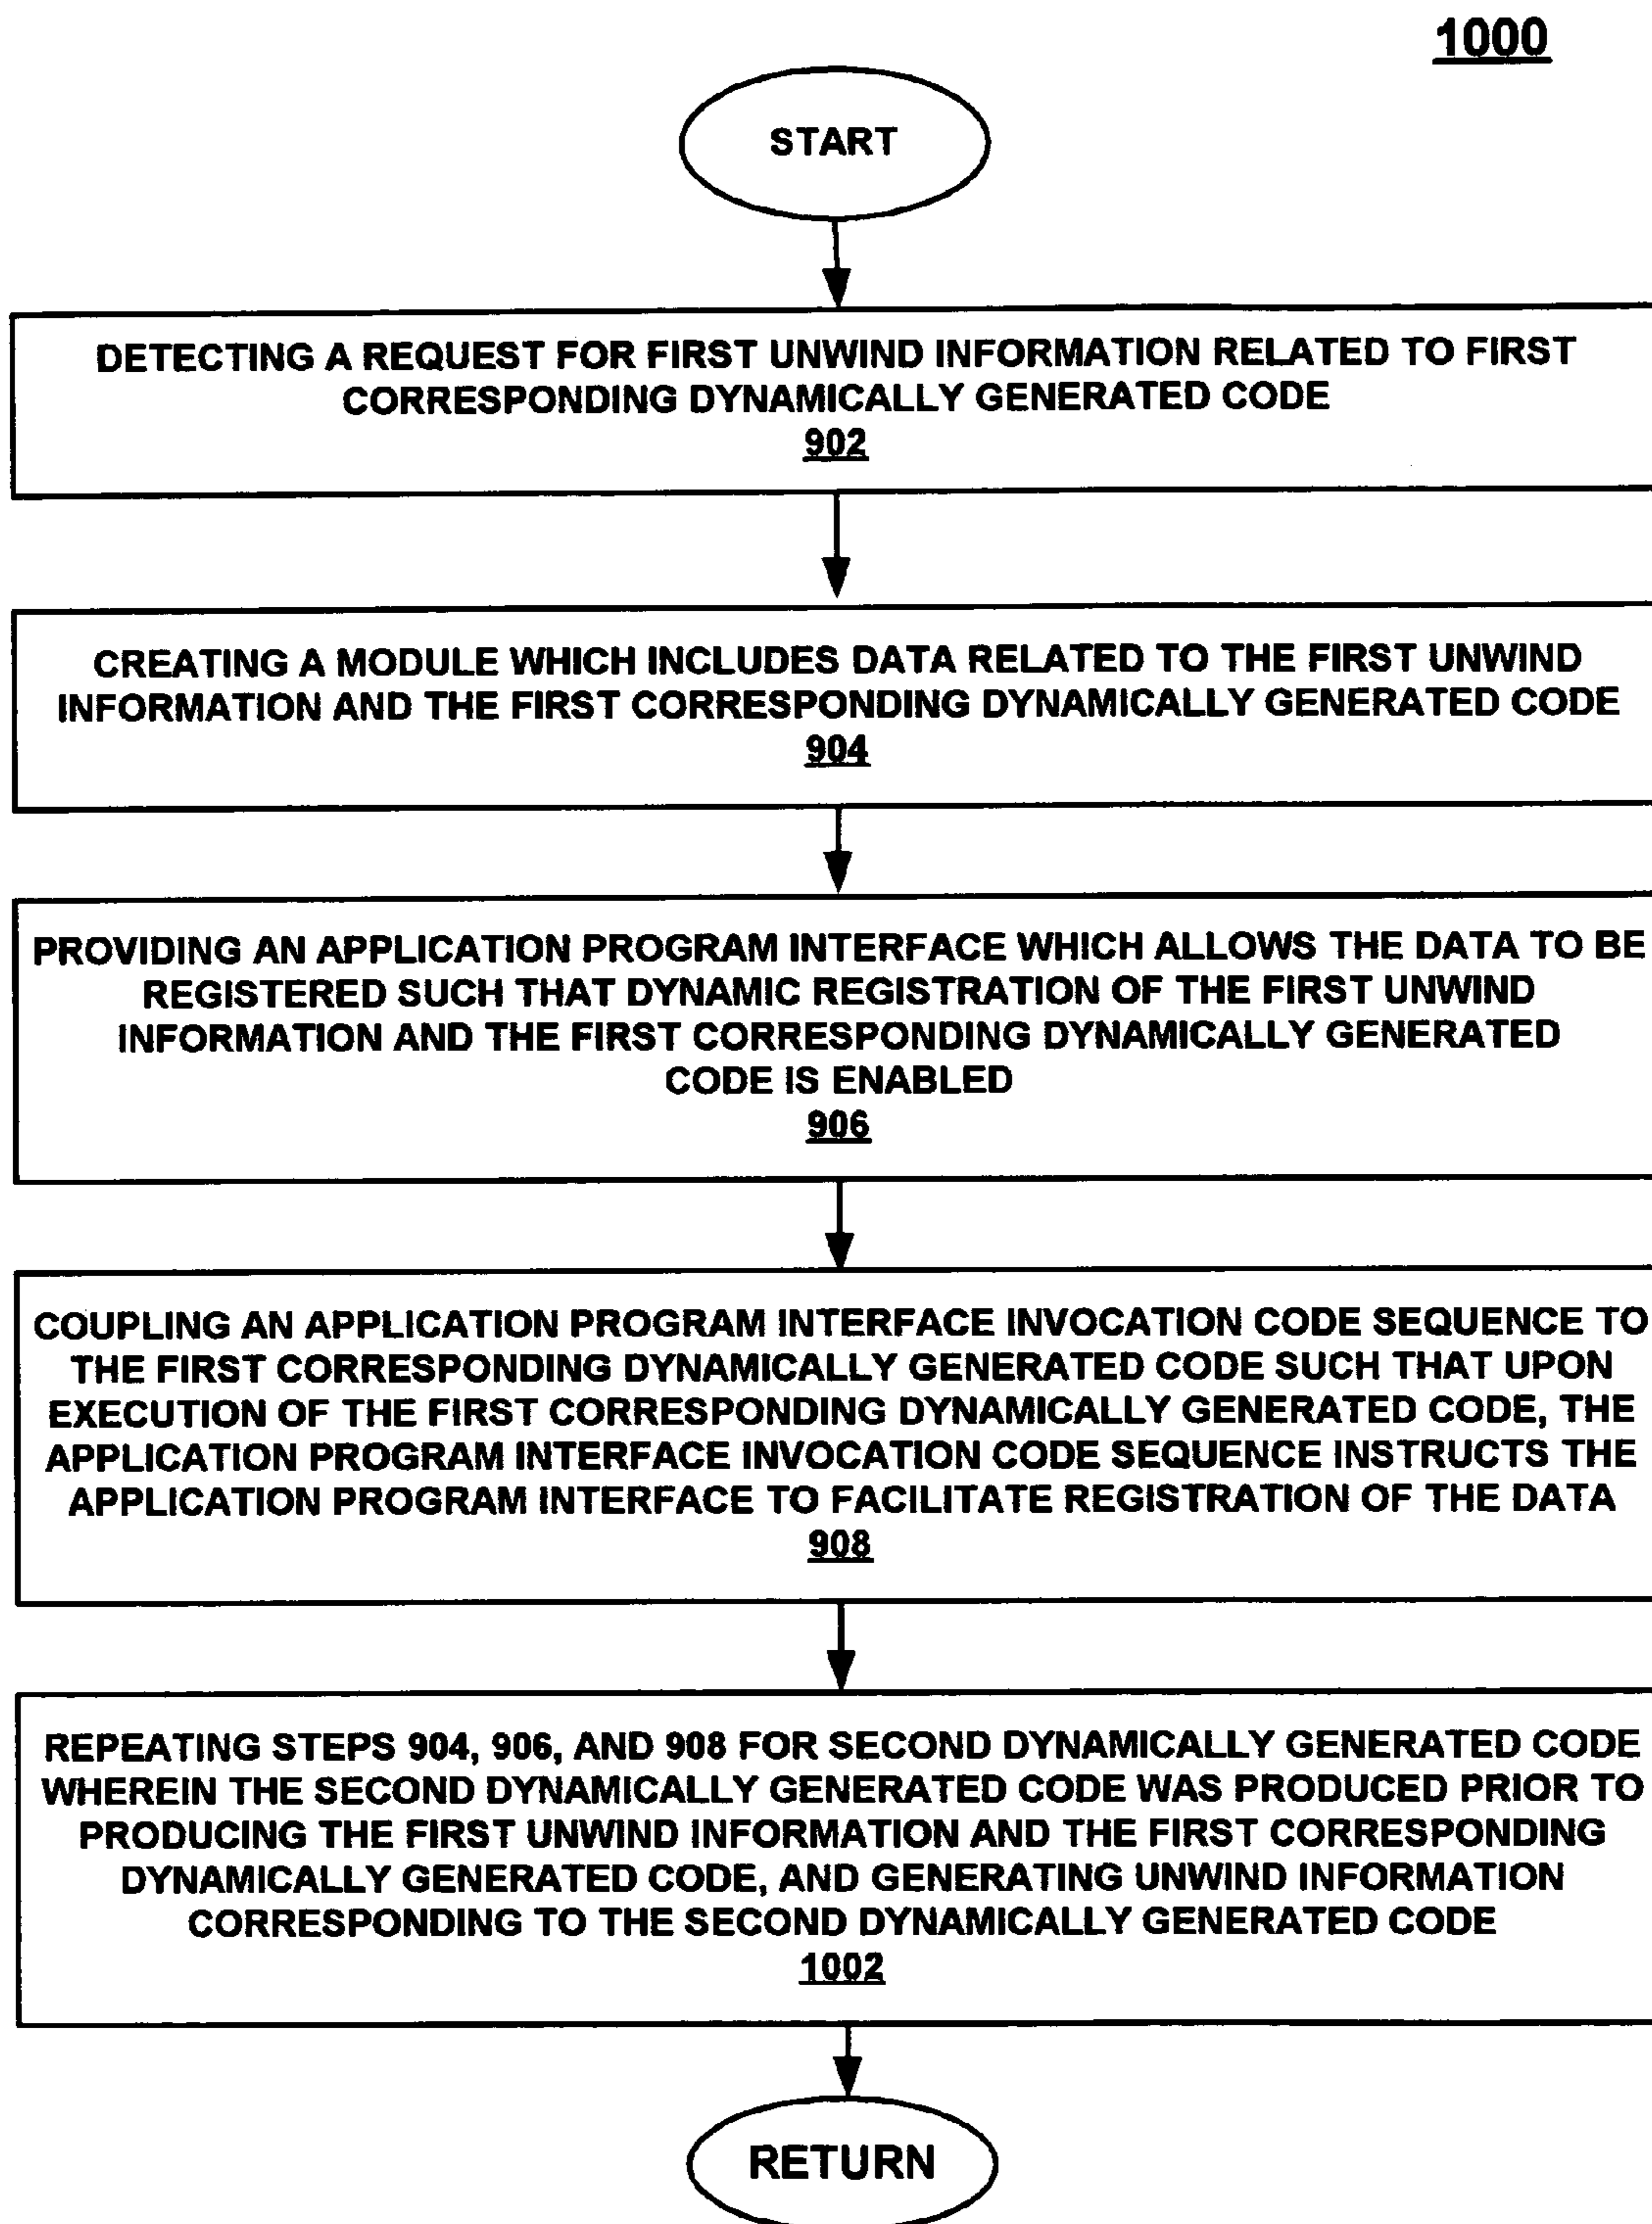 1000
START
DETECTING A REQUEST FOR FIRST UNWIND INFORMATION RELATED TO FIRST
CORRESPONDING DYNAMICALLY GENERATED CODE
902
CREATING A MODULE WHICH INCLUDES DATA RELATED TO THE FIRST UNWIND
INFORMATION AND THE FIRST CORRESPONDING DYNAMICALLY GENERATED CODE
904
PROVIDING AN APPLICATION PROGRAM INTERFACE WHICH ALLOWS THE DATA TO BE
REGISTERED SUCH THAT DYNAMIC REGISTRATION OF THE FIRST UNWIND
INFORMATION AND THE FIRST CORRESPONDING DYNAMICALLY GENERATED
CODE IS ENABLED
906
COUPLING AN APPLICATION PROGRAM INTERFACE INVOCATION CODE SEQUENCE TO
THE FIRST CORRESPONDING DYNAMICALLY GENERATED CODE SUCH THAT UPON
EXECUTION OF THE FIRST CORRESPONDING DYNAMICALLY GENERATED CODE, THE
APPLICATION PROGRAM INTERFACE INVOCATION CODE SEQUENCE INSTRUCTS THE
APPLICATION PROGRAM INTERFACE TO FACILITATE REGISTRATION OF THE DATA
908
REPEATING STEPS 904, 906, AND 908 FOR SECOND DYNAMICALLY GENERATED CODE
WHEREIN THE SECOND DYNAMICALLY GENERATED CODE WAS PRODUCED PRIOR TO
PRODUCING THE FIRST UNWIND INFORMATION AND THE FIRST CORRESPONDING
DYNAMICALLY GENERATED CODE, AND GENERATING UNWIND INFORMATION
CORRESPONDING TO THE SECOND DYNAMICALLY GENERATED CODE
1002
RETURN